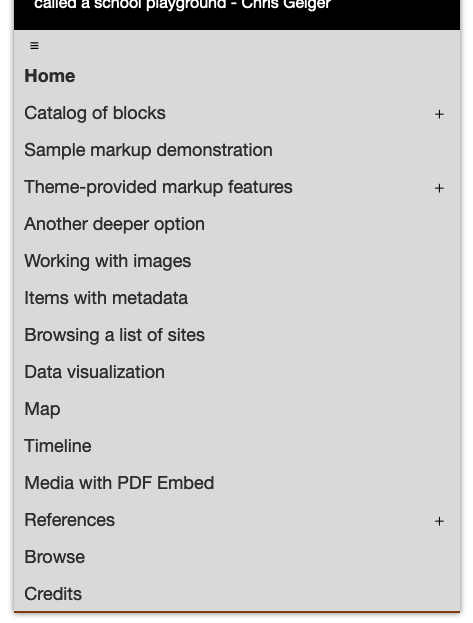 called a school playground - Chris Geiger
≡
Home
Catalog of blocks +
Sample markup demonstration
Theme-provided markup features +
Another deeper option
Working with images
Items with metadata
Browsing a list of sites
Data visualization
Map
Timeline
Media with PDF Embed
References +
Browse
Credits